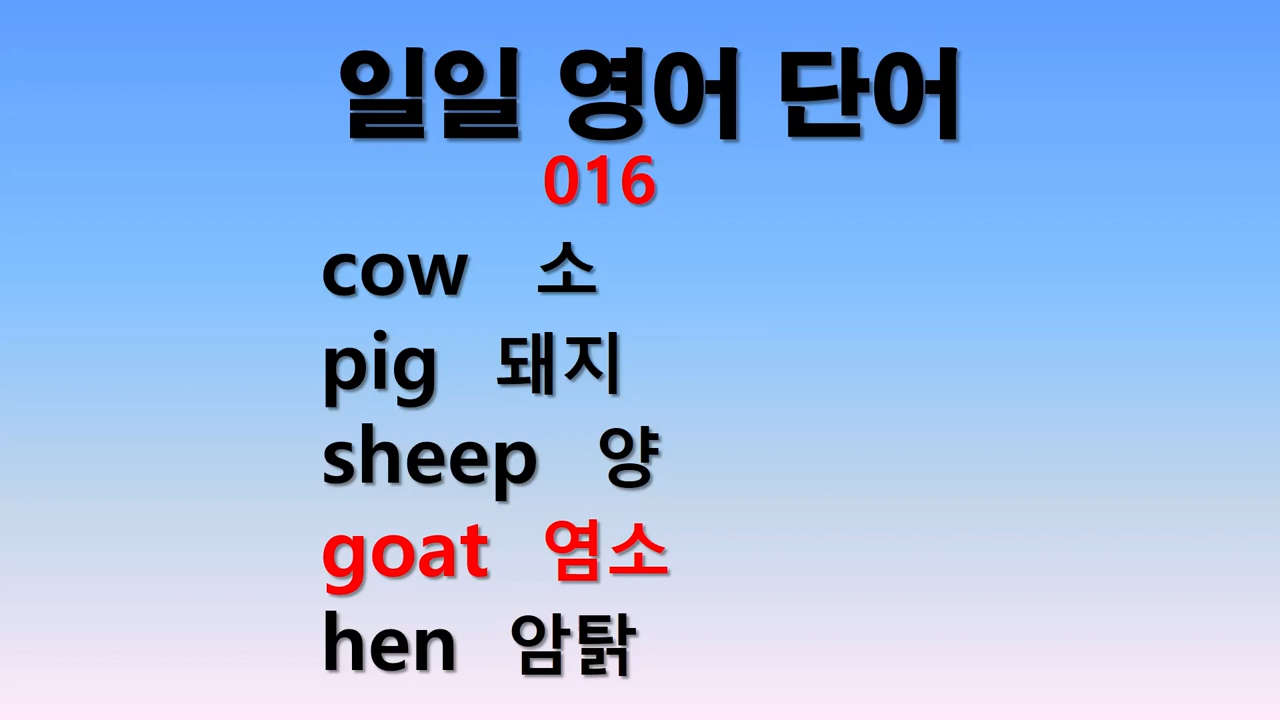 일일 영어 단어
016
cow 소
pig 돼지
sheep 양
goat 염소
hen 암탉